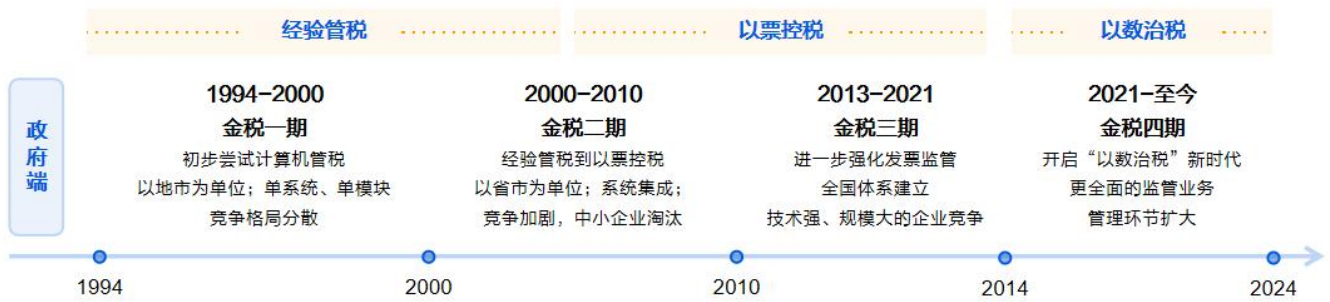 经验管税
以票控税
以数治税
政府端
1994-2000
金税一期
初步尝试计算机管税
以地市为单位；单系统、单模块
竞争格局分散
2000-2010
金税二期
经验管税到以票控税
以省市为单位；系统集成；
竞争加剧，中小企业淘汰
2013-2021
金税三期
进一步强化发票监管
全国体系建立
技术强、规模大的企业竞争
2021-至今
金税四期
开启“以数治税”新时代
更全面的监管业务
管理环节扩大
1994
2000
2010
2014
2024